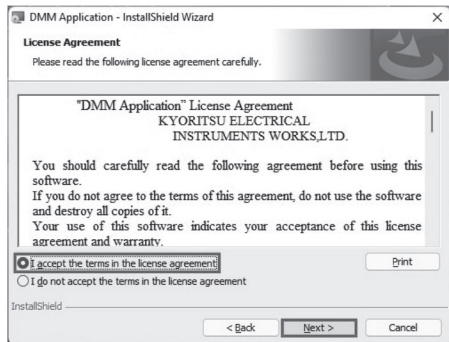 DMM Application - InstallShield Wizard
License Agreement
Please read the following license agreement carefully.
"DMM Application" License Agreement
KYORITSU ELECTRICAL
INSTRUMENTS WORKS,LTD.
You should carefully read the following agreement before using this
software.
If you do not agree to the terms of this agreement, do not use the software
and destroy all copies of it.
Your use of this software indicates your acceptance of this license
agreement and warranty.
I accept the terms in the license agreement
Print
I do not accept the terms in the license agreement
InstallShield
< Back
Next >
Cancel